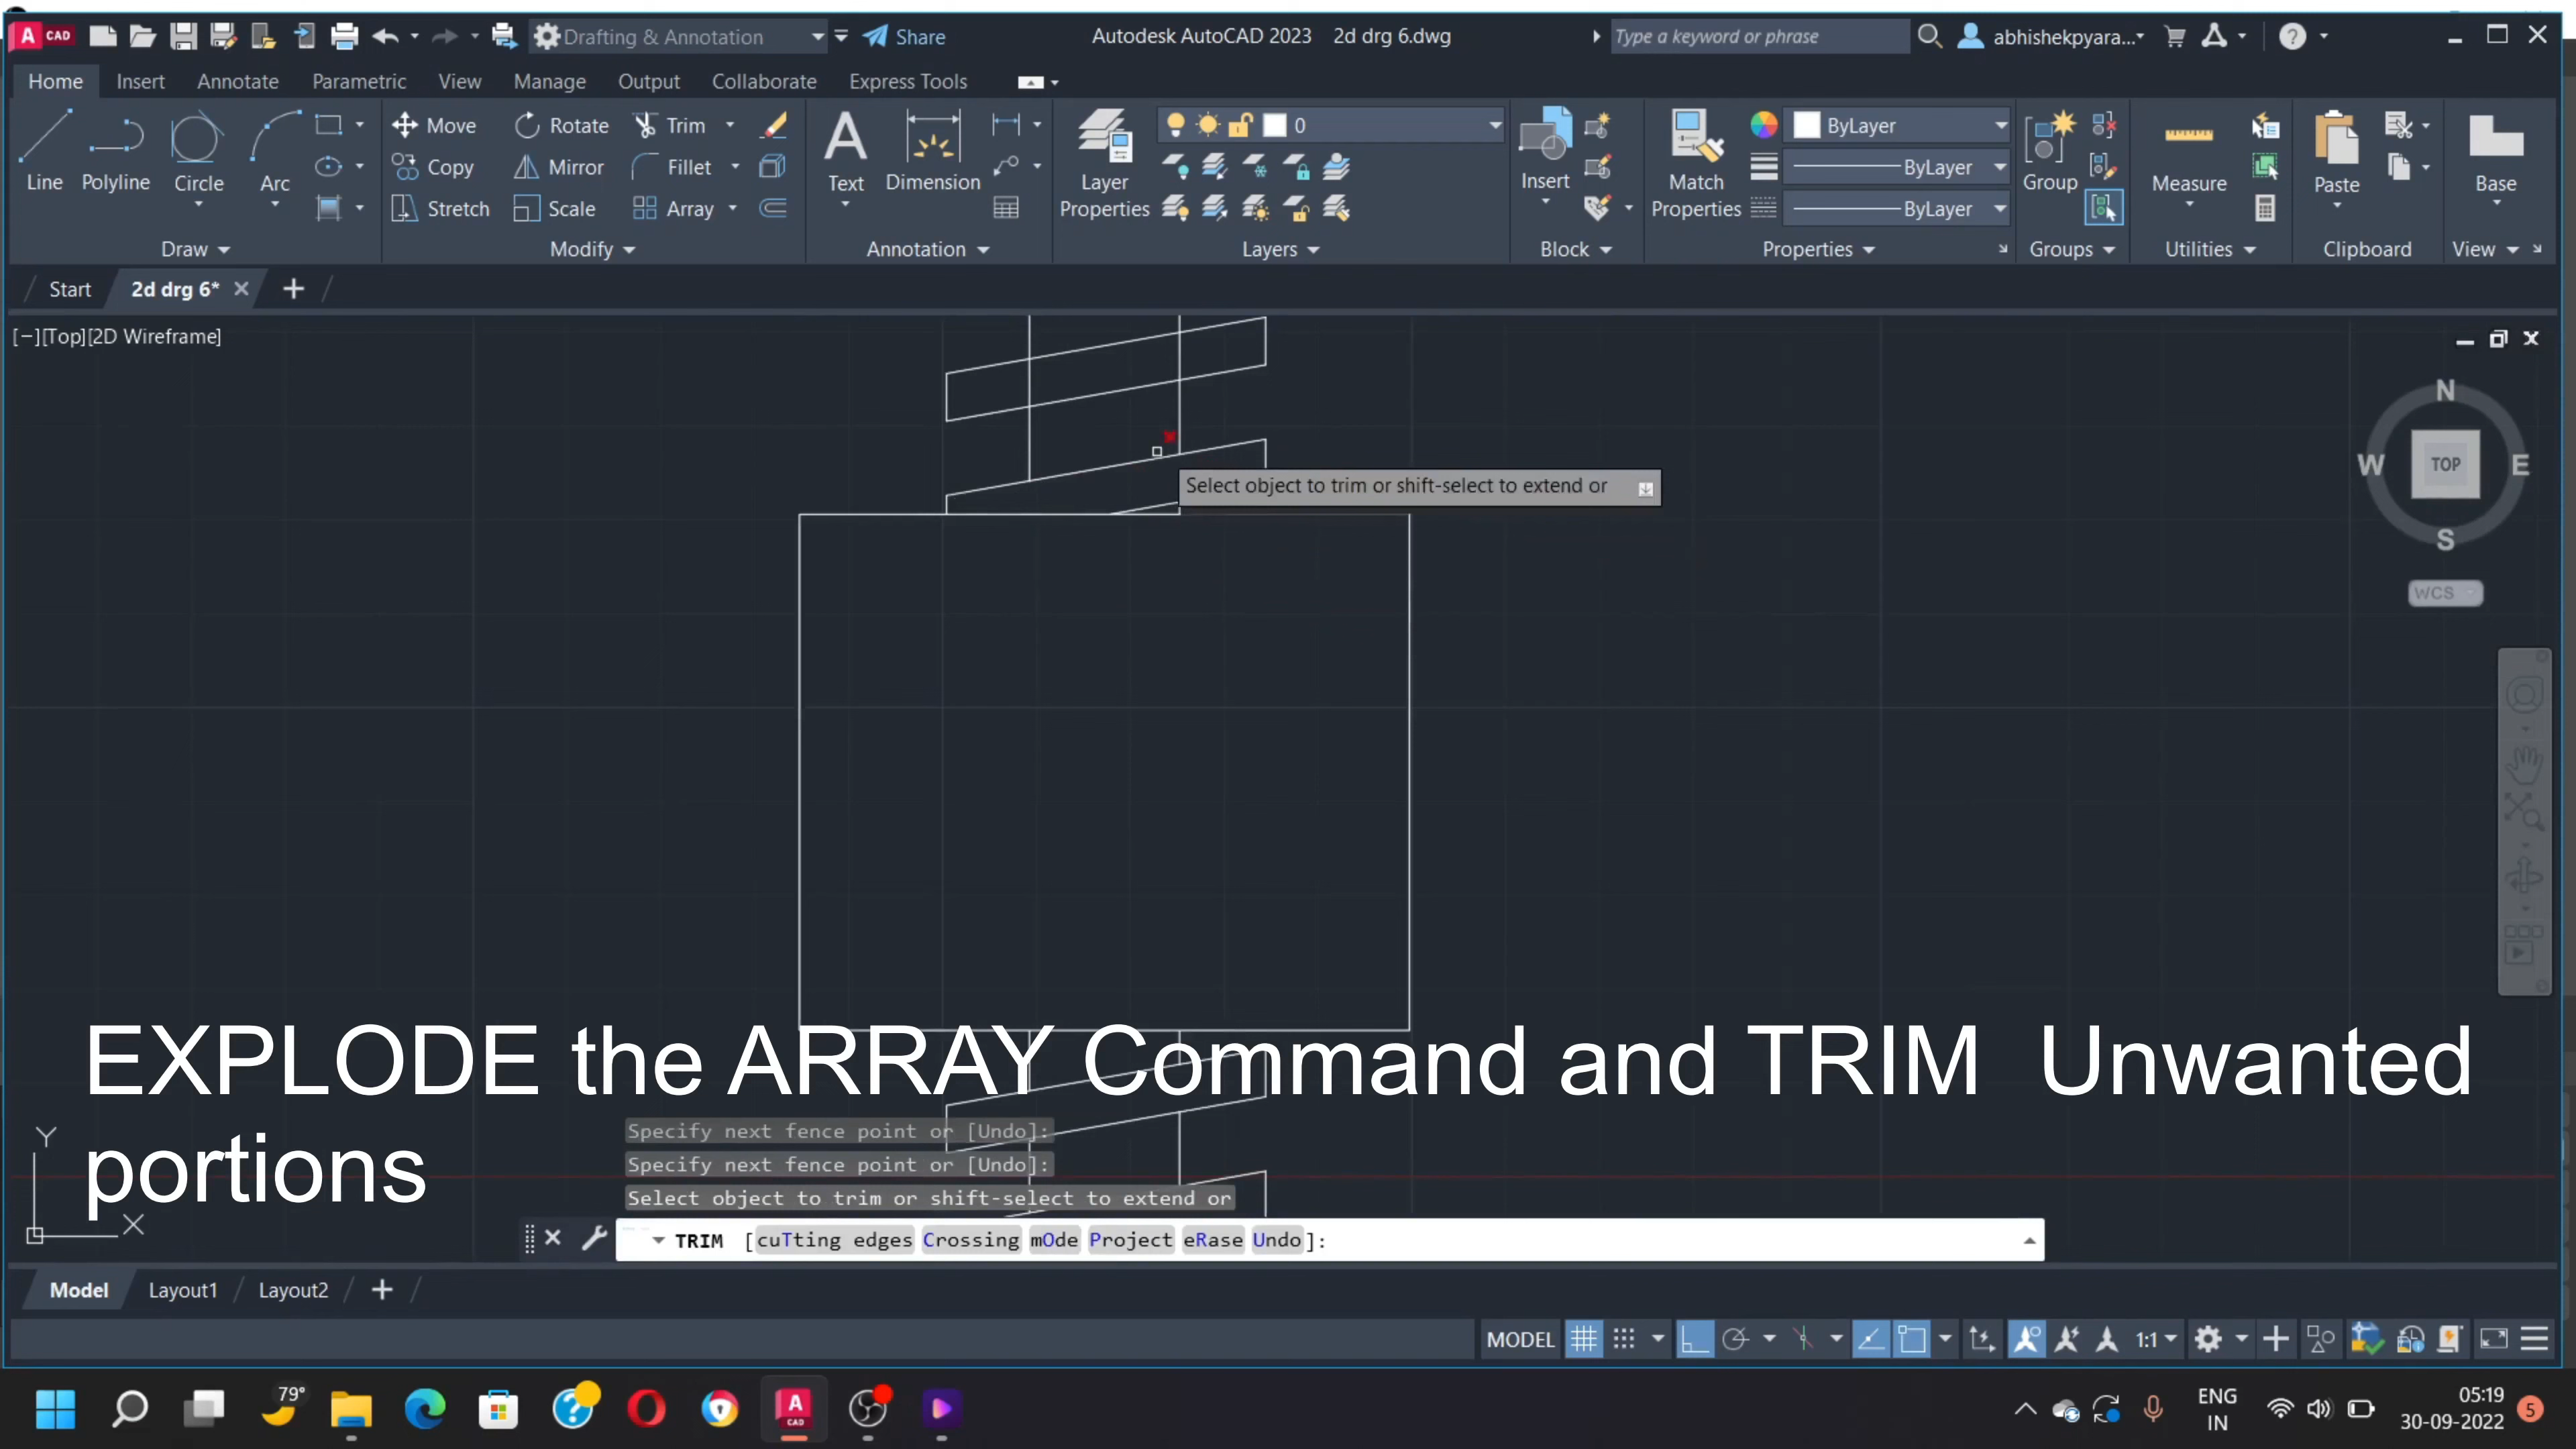 A CAD Drafting & Annotation Share Autodesk AutoCAD 2023 2d drg 6.dwg Type a keyword or phrase abhishekpyara...
Home Insert Annotate Parametric View Manage Output Collaborate Express Tools
Line Polyline Circle Arc Move Rotate Trim Text Dimension 0 Layer Properties Insert Match Properties ByLayer Group Measure Paste Base
Copy Mirror Fillet ByLayer
Stretch Scale Array ByLayer
Draw Modify Annotation Layers Block Properties Groups Utilities Clipboard View
Start 2d drg 6*
[−][Top][2D Wireframe]
N
W TOP E
S
WCS
Select object to trim or shift-select to extend or
EXPLODE the ARRAY Command and TRIM Unwanted
portions
Y
X
Specify next fence point or [Undo]:
Specify next fence point or [Undo]:
Select object to trim or shift-select to extend or
TRIM [cuTting edges Crossing mOde Project eRase Undo]:
Model Layout1 Layout2
MODEL 1:1
79° A CAD ENG IN 05:19 30-09-2022 5